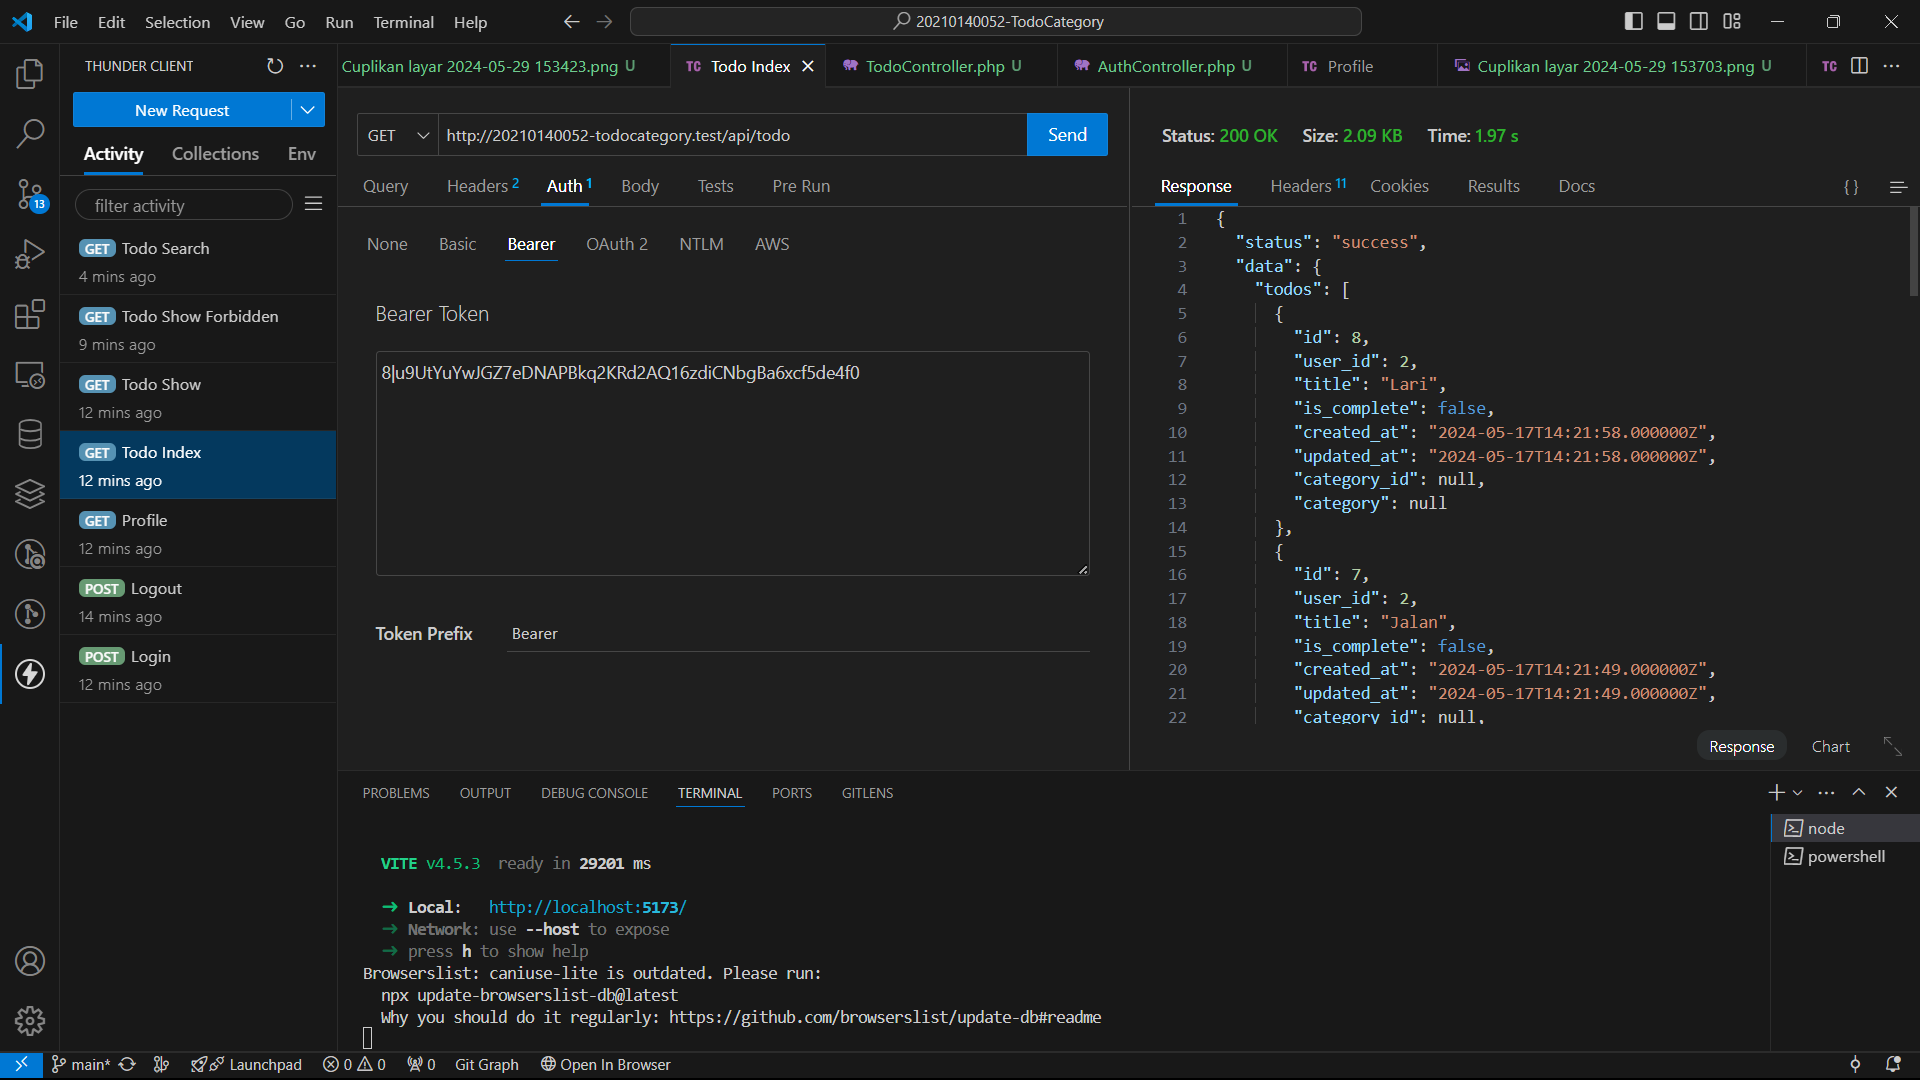 File Edit Selection View Go Run Terminal Help
20210140052-TodoCategory
THUNDER CLIENT
New Request
Activity Collections Env
filter activity
GET Todo Search
4 mins ago
GET Todo Show Forbidden
9 mins ago
GET Todo Show
12 mins ago
GET Todo Index
12 mins ago
GET Profile
12 mins ago
POST Logout
14 mins ago
POST Login
12 mins ago
13
Cuplikan layar 2024-05-29 153423.png U
TC Todo Index
TodoController.php U
AuthController.php U
TC Profile
Cuplikan layar 2024-05-29 153703.png U
TC
GET http://20210140052-todocategory.test/api/todo Send
Query Headers 2 Auth 1 Body Tests Pre Run
None Basic Bearer OAuth 2 NTLM AWS
Bearer Token
8|u9UtYuYwJGZ7eDNAPBkq2KRd2AQ16zdiCNbgBa6xcf5de4f0
Token Prefix Bearer
Status: 200 OK Size: 2.09 KB Time: 1.97 s
Response Headers 11 Cookies Results Docs {}
1 {
2 "status": "success",
3 "data": {
4 "todos": [
5 {
6 "id": 8,
7 "user_id": 2,
8 "title": "Lari",
9 "is_complete": false,
10 "created_at": "2024-05-17T14:21:58.000000Z",
11 "updated_at": "2024-05-17T14:21:58.000000Z",
12 "category_id": null,
13 "category": null
14 },
15 {
16 "id": 7,
17 "user_id": 2,
18 "title": "Jalan",
19 "is_complete": false,
20 "created_at": "2024-05-17T14:21:49.000000Z",
21 "updated_at": "2024-05-17T14:21:49.000000Z",
22 "category_id": null,
Response Chart
PROBLEMS OUTPUT DEBUG CONSOLE TERMINAL PORTS GITLENS
VITE v4.5.3 ready in 29201 ms
➜ Local: http://localhost:5173/
➜ Network: use --host to expose
➜ press h to show help
Browserslist: caniuse-lite is outdated. Please run:
npx update-browserslist-db@latest
Why you should do it regularly: https://github.com/browserslist/update-db#readme
node
powershell
main* Launchpad 0 0 0 Git Graph Open In Browser